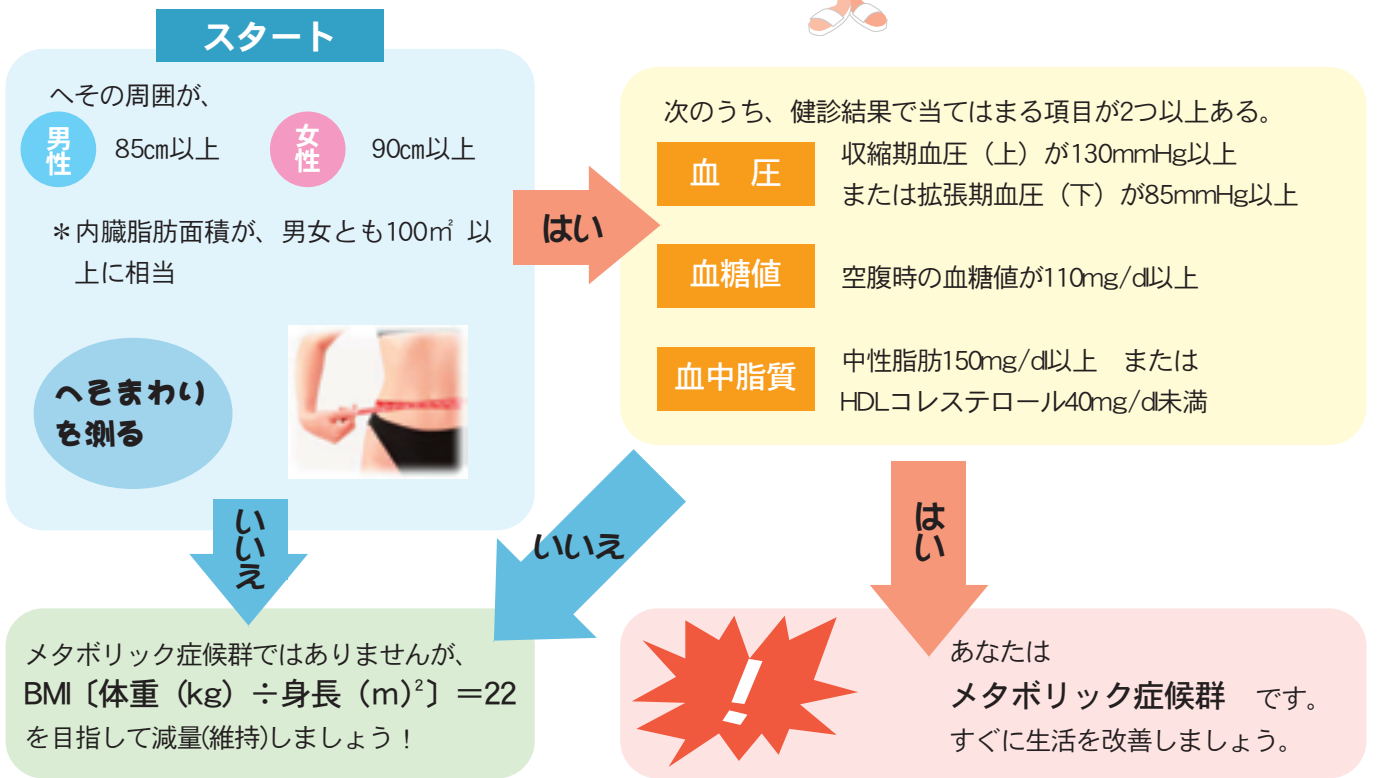 スタート
へその周囲が、
男性 85cm以上 女性 90cm以上
＊内臓脂肪面積が、男女とも100㎡ 以
上に相当
へそまわり
を測る
はい
次のうち、健診結果で当てはまる項目が2つ以上ある。
血 圧
収縮期血圧（上）が130mmHg以上
または拡張期血圧（下）が85mmHg以上
血糖値
空腹時の血糖値が110mg/dl以上
血中脂質
中性脂肪150mg/dl以上 または
HDLコレステロール40mg/dl未満
いいえ
いいえ
はい
メタボリック症候群ではありませんが、
BMI〔体重（kg）÷身長（m）²〕＝22
を目指して減量(維持)しましょう！
!
あなたは
メタボリック症候群 です。
すぐに生活を改善しましょう。